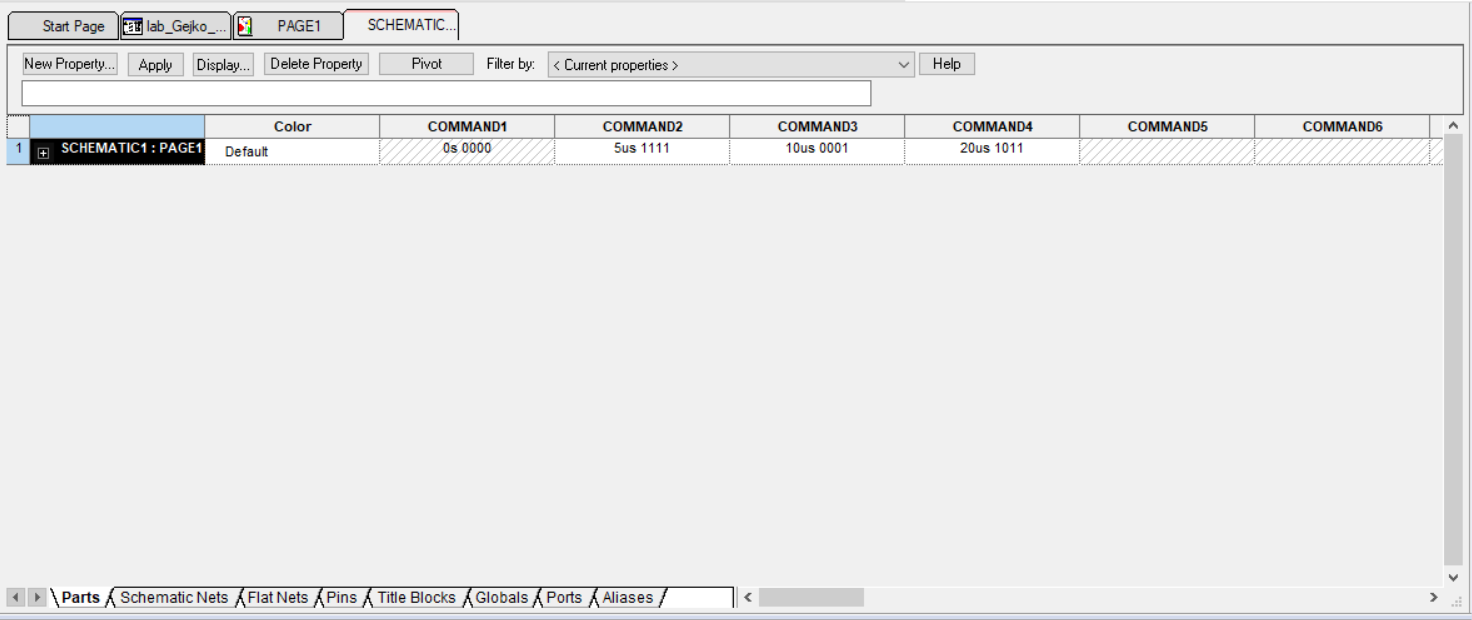 Start Page lab_Gejko_... PAGE1 SCHEMATIC...
New Property... Apply Display... Delete Property Pivot Filter by: < Current properties > Help
Color COMMAND1 COMMAND2 COMMAND3 COMMAND4 COMMAND5 COMMAND6
1 SCHEMATIC1 : PAGE1 Default 0s 0000 5us 1111 10us 0001 20us 1011
Parts Schematic Nets Flat Nets Pins Title Blocks Globals Ports Aliases